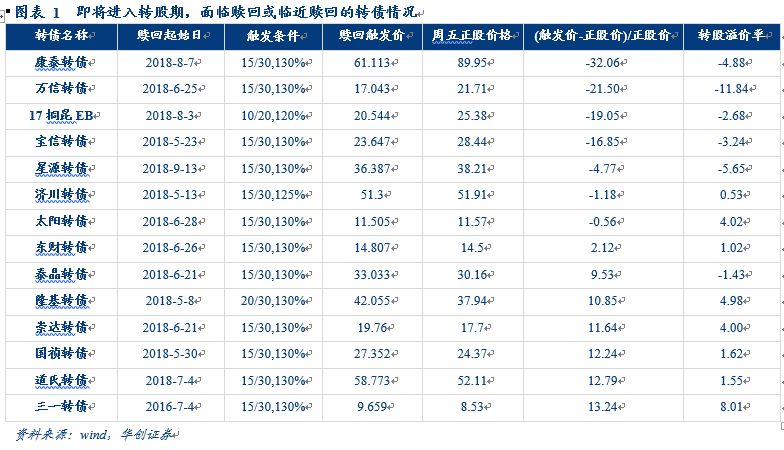 图表 1 即将进入转股期，面临赎回或临近赎回的转债情况
转债名称 赎回起始日 触发条件 赎回触发价 周五正股价格 (触发价-正股价)/正股价 转股溢价率
康泰转债 2018-8-7 15/30,130% 61.113 89.95 -32.06 -4.88
万信转债 2018-6-25 15/30,130% 17.043 21.71 -21.50 -11.84
17桐昆EB 2018-8-3 10/20,120% 20.544 25.38 -19.05 -2.68
宝信转债 2018-5-23 15/30,130% 23.647 28.44 -16.85 -3.24
星源转债 2018-9-13 15/30,130% 36.387 38.21 -4.77 -5.65
济川转债 2018-5-13 15/30,125% 51.3 51.91 -1.18 0.53
太阳转债 2018-6-28 15/30,130% 11.505 11.57 -0.56 4.02
东财转债 2018-6-26 15/30,130% 14.807 14.5 2.12 1.02
泰晶转债 2018-6-21 15/30,130% 33.033 30.16 9.53 -1.43
隆基转债 2018-5-8 20/30,130% 42.055 37.94 10.85 4.98
崇达转债 2018-6-21 15/30,130% 19.76 17.7 11.64 4.00
国祯转债 2018-5-30 15/30,130% 27.352 24.37 12.24 1.62
道氏转债 2018-7-4 15/30,130% 58.773 52.11 12.79 1.55
三一转债 2016-7-4 15/30,130% 9.659 8.53 13.24 8.01
资料来源：wind，华创证券